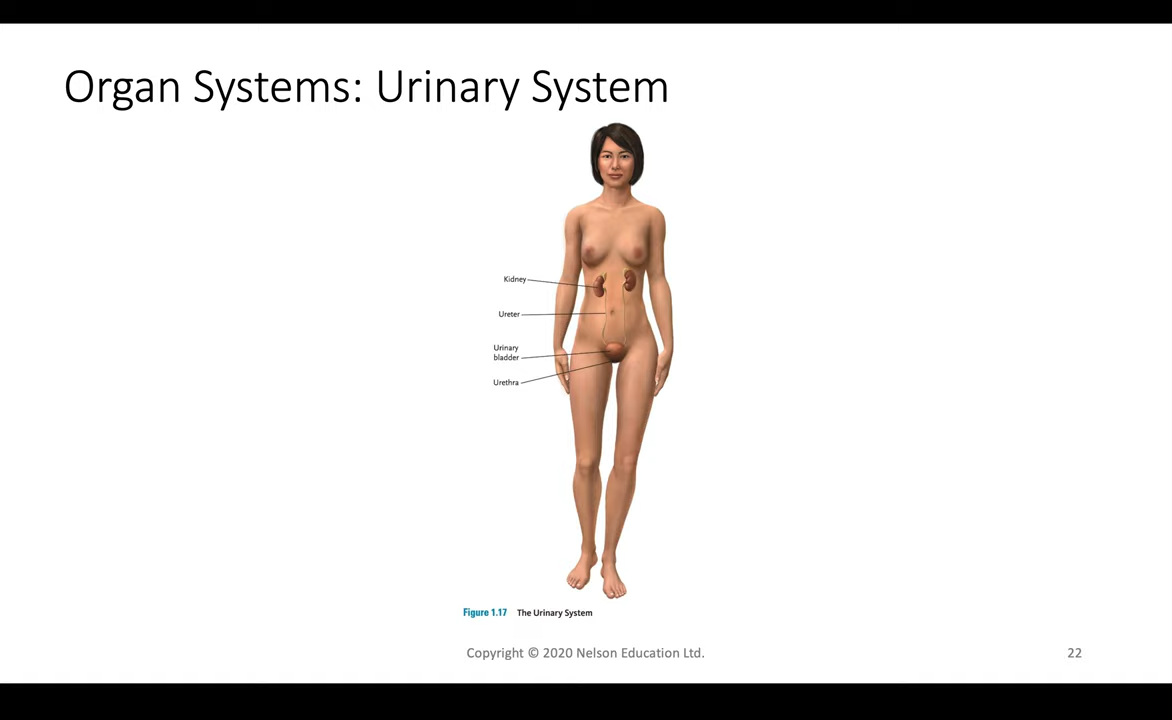 Organ Systems: Urinary System
Kidney
Ureter
Urinary
bladder
Urethra
Figure 1.17 The Urinary System
Copyright © 2020 Nelson Education Ltd.
22